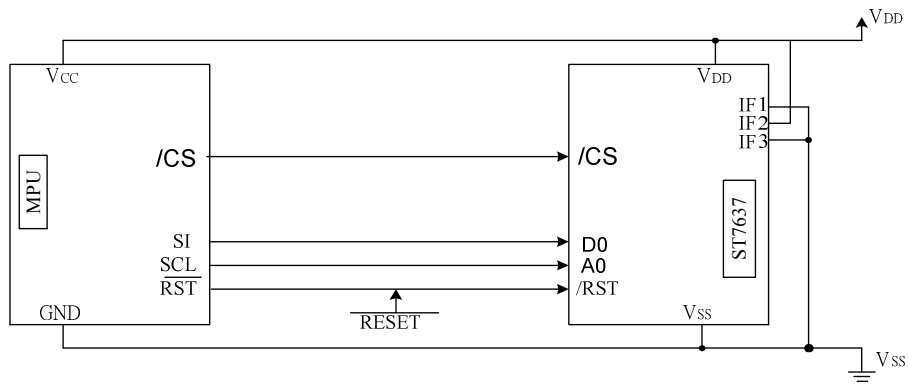 VDD
VCC
VDD
IF1
IF2
IF3
/CS
/CS
MPU
ST7637
SI
D0
SCL
A0
RST
/RST
RESET
GND
VSS
VSS